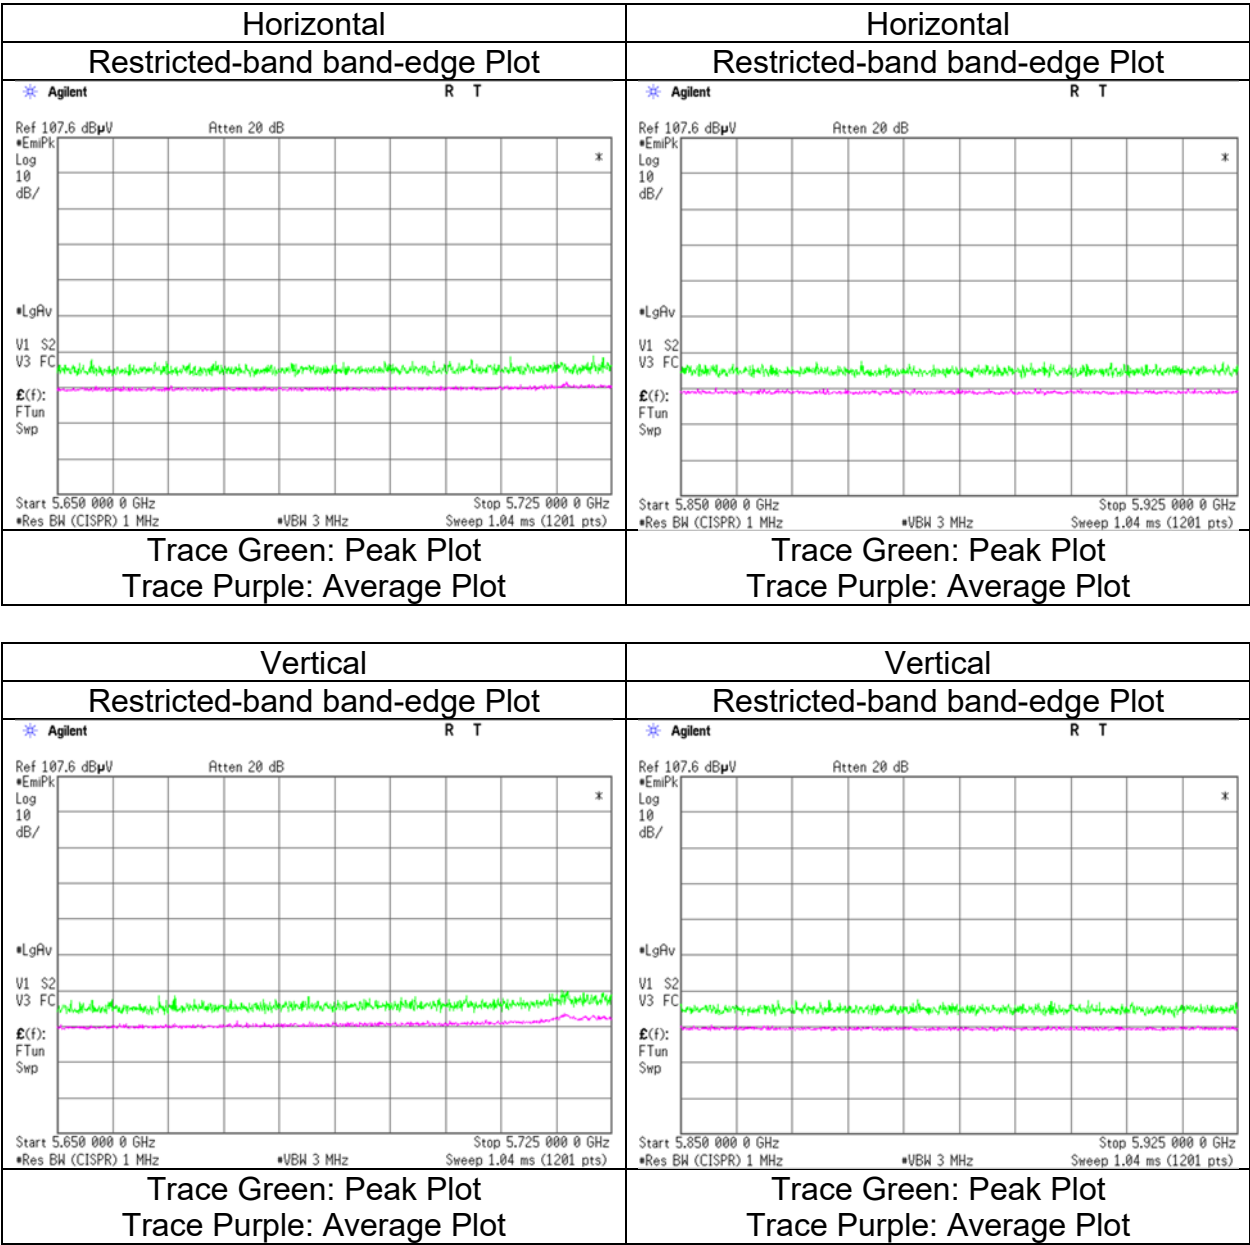 Horizontal
Restricted-band band-edge Plot
Agilent R T
Ref 107.6 dBµV Atten 20 dB
*EmiPk
Log
10
dB/
*
*LgAv
V1 S2
V3 FC
£(f):
FTun
Swp
Start 5.650 000 0 GHz Stop 5.725 000 0 GHz
*Res BW (CISPR) 1 MHz *VBW 3 MHz Sweep 1.04 ms (1201 pts)
Trace Green: Peak Plot
Trace Purple: Average Plot
Horizontal
Restricted-band band-edge Plot
Agilent R T
Ref 107.6 dBµV Atten 20 dB
*EmiPk
Log
10
dB/
*
*LgAv
V1 S2
V3 FC
£(f):
FTun
Swp
Start 5.850 000 0 GHz Stop 5.925 000 0 GHz
*Res BW (CISPR) 1 MHz *VBW 3 MHz Sweep 1.04 ms (1201 pts)
Trace Green: Peak Plot
Trace Purple: Average Plot
Vertical
Restricted-band band-edge Plot
Agilent R T
Ref 107.6 dBµV Atten 20 dB
*EmiPk
Log
10
dB/
*
*LgAv
V1 S2
V3 FC
£(f):
FTun
Swp
Start 5.650 000 0 GHz Stop 5.725 000 0 GHz
*Res BW (CISPR) 1 MHz *VBW 3 MHz Sweep 1.04 ms (1201 pts)
Trace Green: Peak Plot
Trace Purple: Average Plot
Vertical
Restricted-band band-edge Plot
Agilent R T
Ref 107.6 dBµV Atten 20 dB
*EmiPk
Log
10
dB/
*
*LgAv
V1 S2
V3 FC
£(f):
FTun
Swp
Start 5.850 000 0 GHz Stop 5.925 000 0 GHz
*Res BW (CISPR) 1 MHz *VBW 3 MHz Sweep 1.04 ms (1201 pts)
Trace Green: Peak Plot
Trace Purple: Average Plot